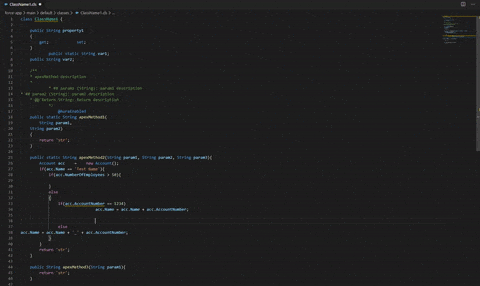 force-app > main > default > classes > ClassName1.cls > ...
ClassName1.cls
class ClassName1 {
public String property1
{
get; set;
}
public static String var1;
public String var2;
/**
* apexMethod description
*
* @param param1 (String): param1 description
* @param param2 (String): param2 description
* @return String: Return description
*/
@AuraEnabled
public static String apexMethod1(
String param1,
String param2)
{
return 'str';
}
public static String apexMethod2(String param1, String param2, String param3){
Account acc = new Account();
if(acc.Name == 'Test Name'){
if(acc.NumberOfEmployees > 50){
}
}
else
{
if(acc.AccountNumber == 5234)
acc.Name = acc.Name + acc.AccountNumber;
else
acc.Name = acc.Name + '_' + acc.AccountNumber;
}
}
return 'str';
}
public String apexMethod3(String param1){
return 'str';
}